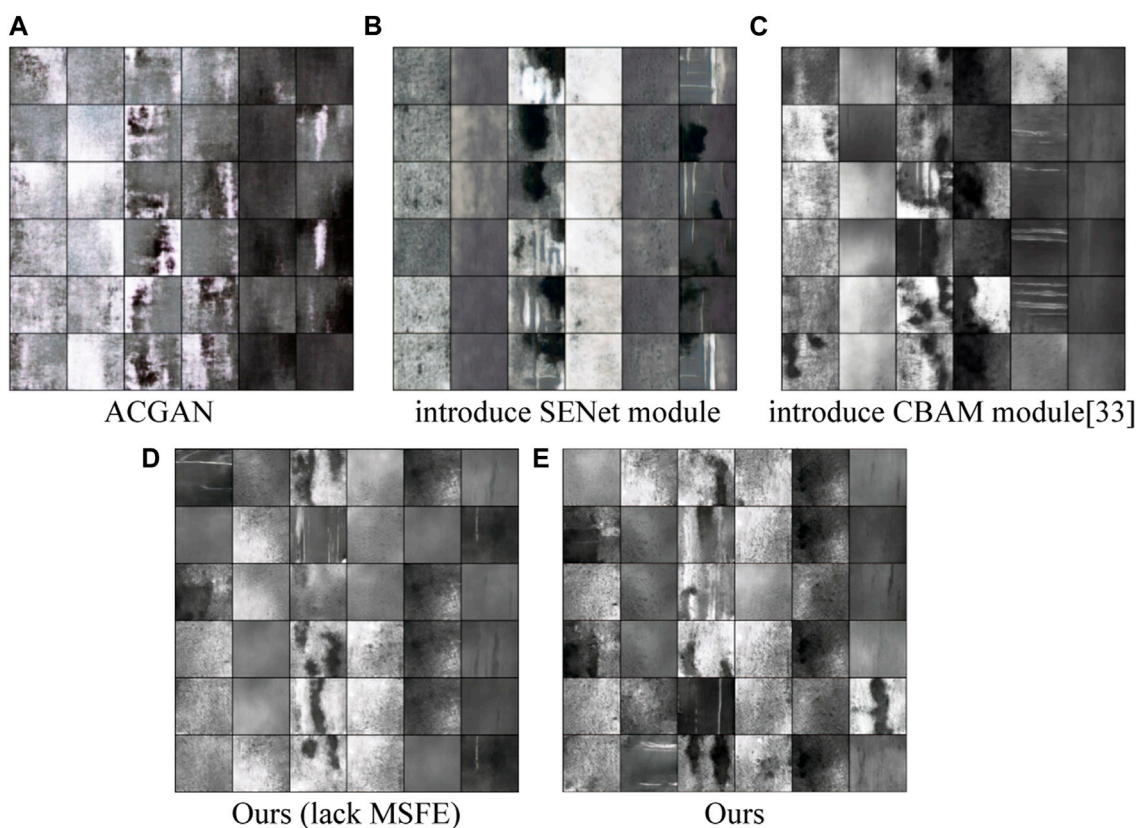 A
B
C
ACGAN
introduce SENet module
introduce CBAM module[33]
D
E
Ours (lack MSFE)
Ours